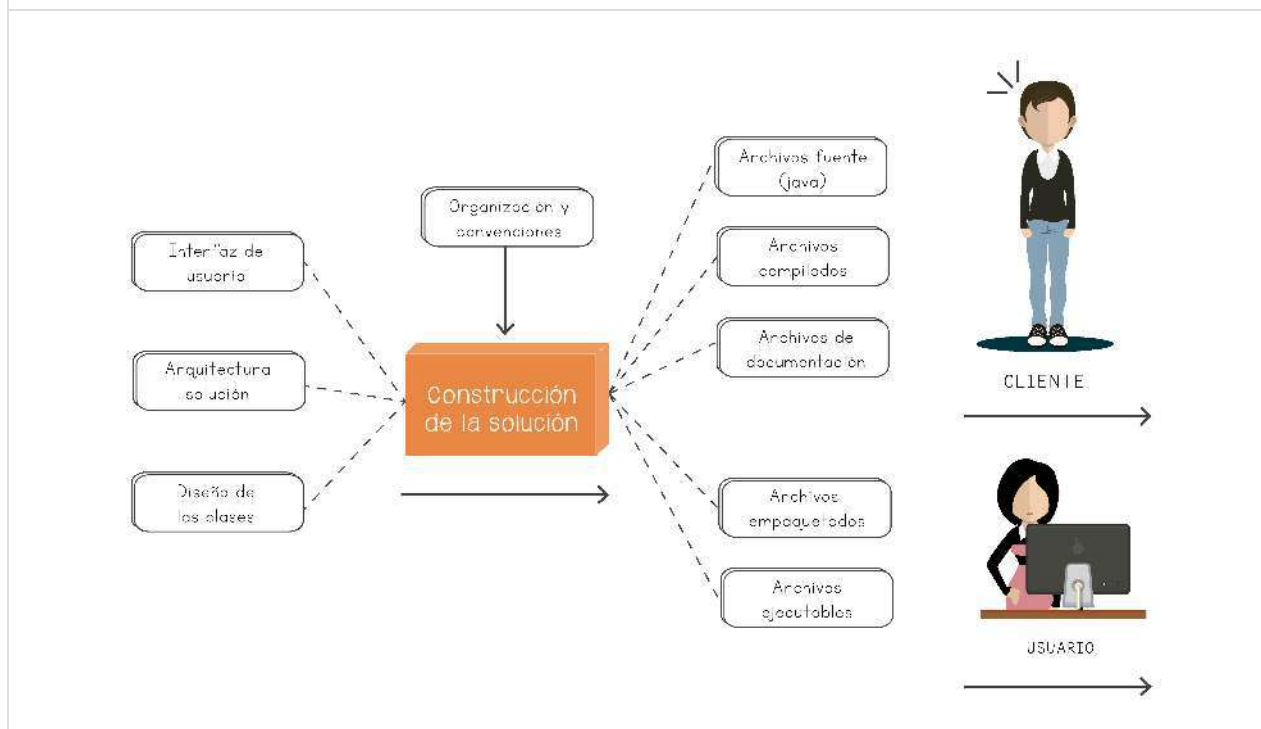 Interfaz de
usuario
Arquitectura
solución
Diseño de
las clases
Organización y
convenciones
Construcción
de la solución
Archivos fuente
(java)
Archivos
compilados
Archivos de
documentación
Archivos
empaquetados
Archivos
ejecutables
CLIENTE
USUARIO